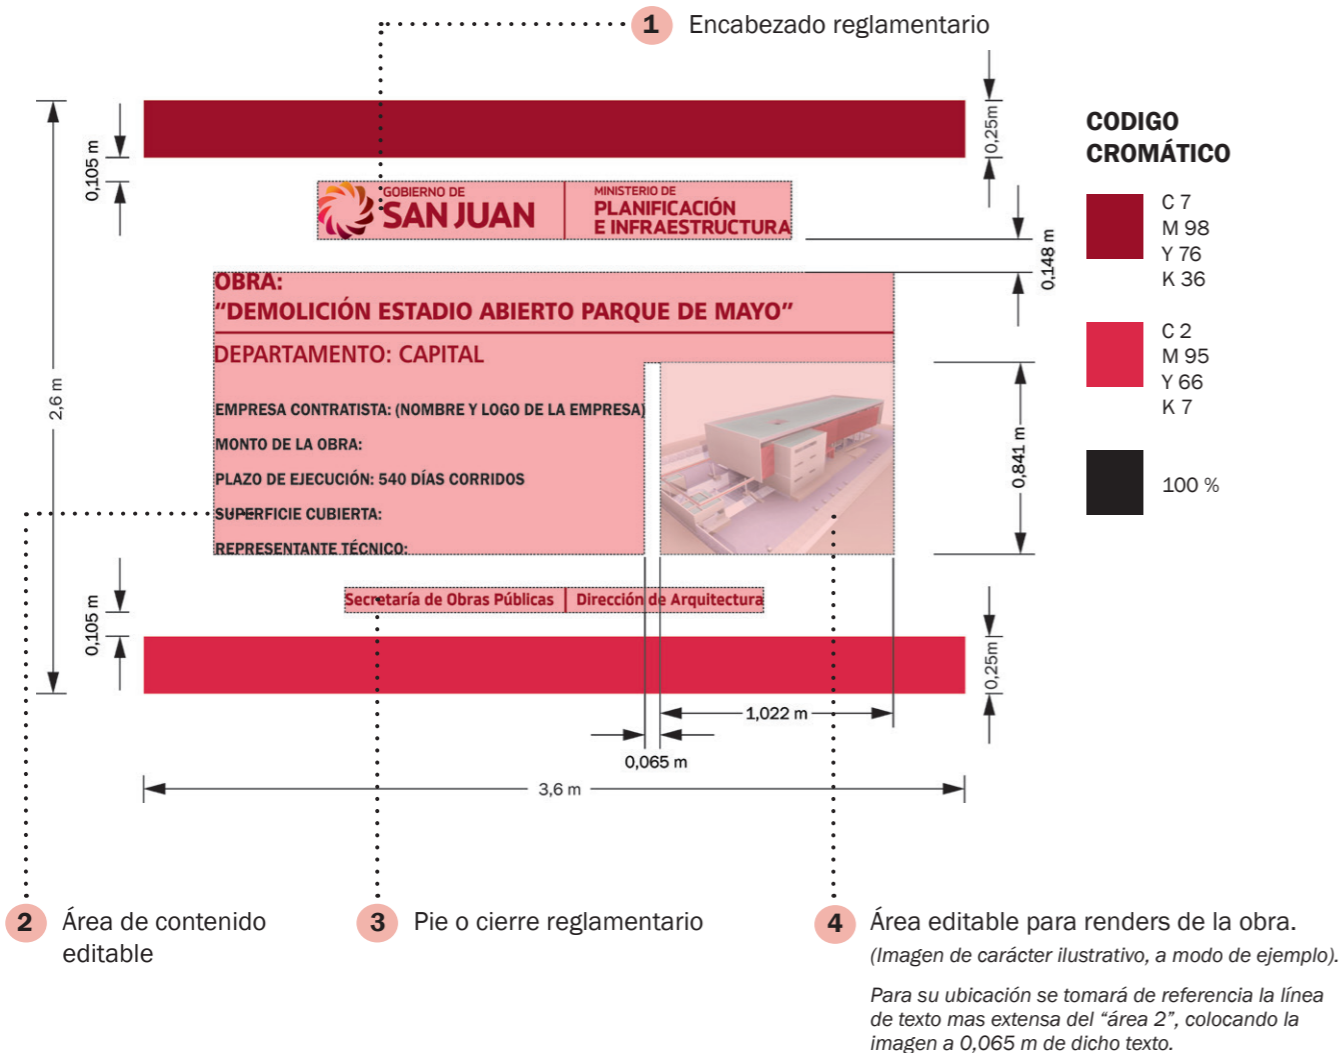 1 Encabezado reglamentario
0,105 m
0,25m
CODIGO
CROMÁTICO
GOBIERNO DE
SAN JUAN
MINISTERIO DE
PLANIFICACIÓN
E INFRAESTRUCTURA
C 7
M 98
Y 76
K 36
0,148 m
OBRA:
“DEMOLICIÓN ESTADIO ABIERTO PARQUE DE MAYO”
DEPARTAMENTO: CAPITAL
C 2
M 95
Y 66
K 7
2,6 m
EMPRESA CONTRATISTA: (NOMBRE Y LOGO DE LA EMPRESA)
MONTO DE LA OBRA:
PLAZO DE EJECUCIÓN: 540 DÍAS CORRIDOS
SUPERFICIE CUBIERTA:
REPRESENTANTE TÉCNICO:
0,841 m
100 %
Secretaría de Obras Públicas | Dirección de Arquitectura
0,105 m
0,25m
1,022 m
0,065 m
3,6 m
2 Área de contenido
editable
3 Pie o cierre reglamentario
4 Área editable para renders de la obra.
(Imagen de carácter ilustrativo, a modo de ejemplo).
Para su ubicación se tomará de referencia la línea
de texto mas extensa del “área 2”, colocando la
imagen a 0,065 m de dicho texto.